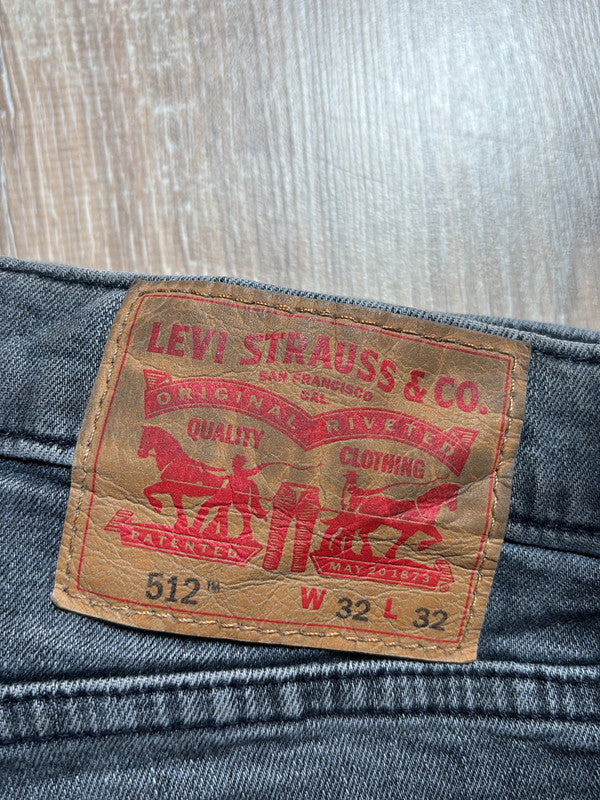 LEVI STRAUSS & CO.
SAN FRANCISCO
CAL
ORIGINAL RIVETED
QUALITY CLOTHING
PATENTED MAY 20 1873
512™ W 32 L 32